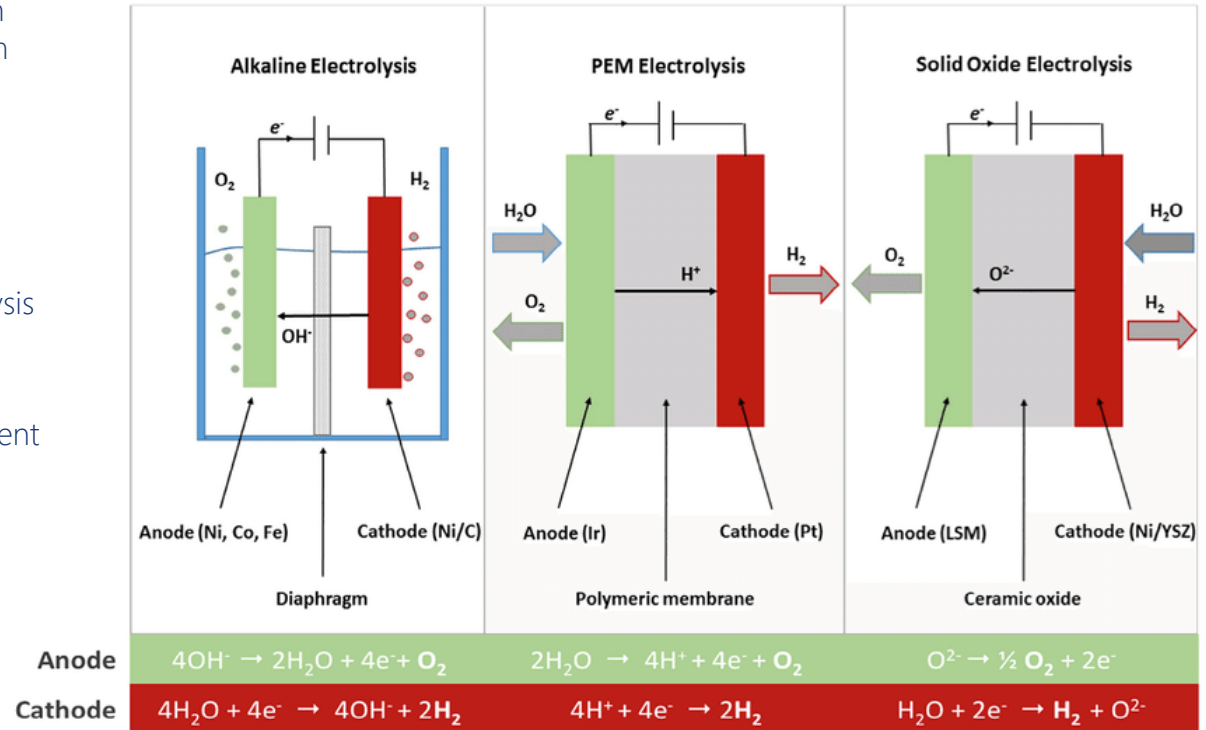 n
n
ysis
ent
Alkaline Electrolysis
e⁻
O₂
H₂
OH⁻
Anode (Ni, Co, Fe)
Cathode (Ni/C)
Diaphragm
PEM Electrolysis
e⁻
H₂O
H₂
H⁺
O₂
Anode (Ir)
Cathode (Pt)
Polymeric membrane
Solid Oxide Electrolysis
e⁻
H₂O
O₂
O²⁻
H₂
Anode (LSM)
Cathode (Ni/YSZ)
Ceramic oxide
Anode 4OH⁻ → 2H₂O + 4e⁻+ O₂ 2H₂O → 4H⁺ + 4e⁻ + O₂ O²⁻ → ½ O₂ + 2e⁻
Cathode 4H₂O + 4e⁻ → 4OH⁻ + 2H₂ 4H⁺ + 4e⁻ → 2H₂ H₂O + 2e⁻ → H₂ + O²⁻